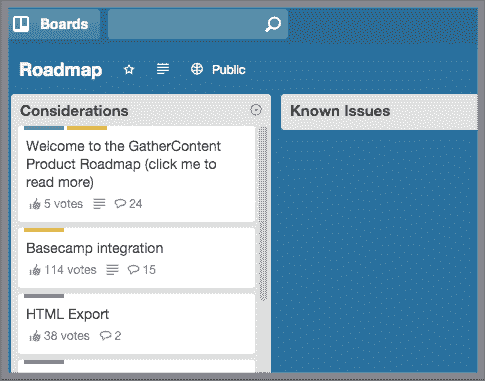 Boards
Roadmap Public
Considerations
Welcome to the GatherContent
Product Roadmap (click me to
read more)
5 votes 24
Basecamp integration
114 votes 15
HTML Export
38 votes 2
Known Issues